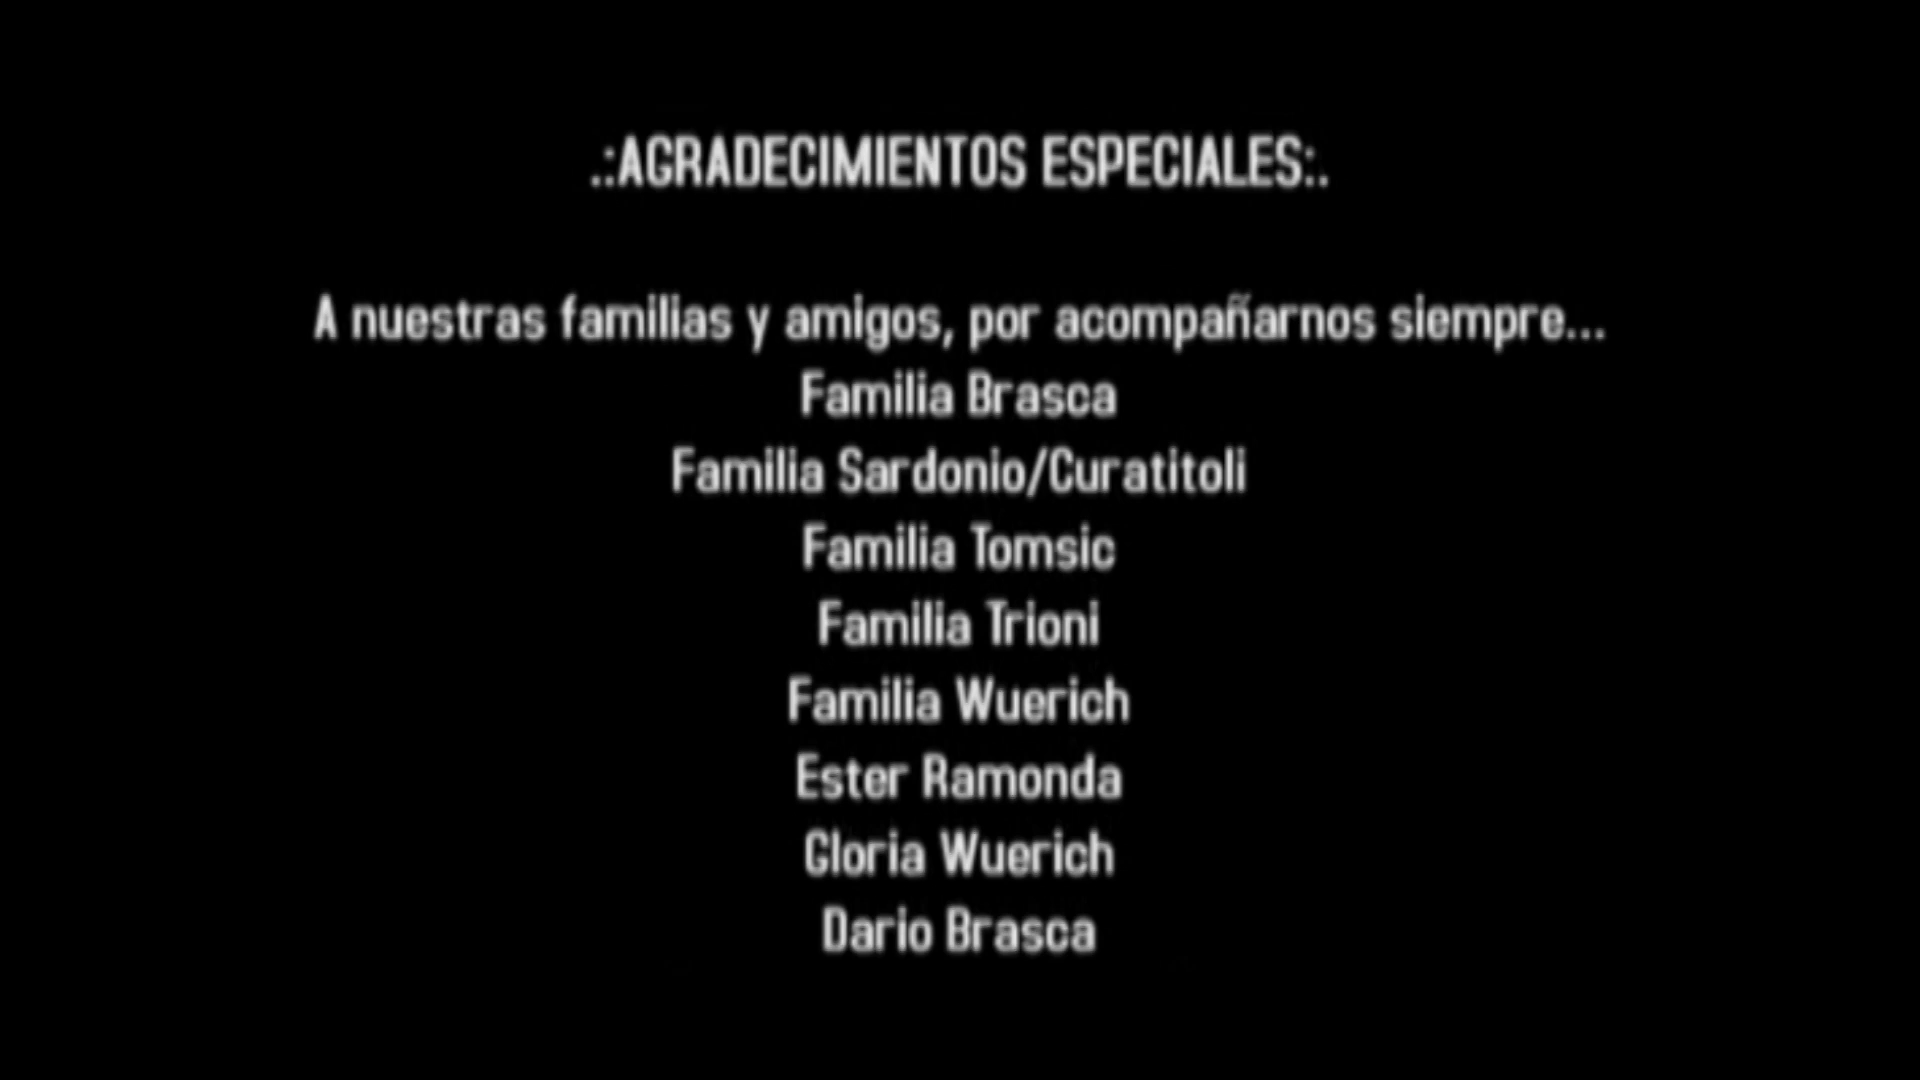 .:AGRADECIMIENTOS ESPECIALES:.
A nuestras familias y amigos, por acompañarnos siempre...
Familia Brasca
Familia Sardonio/Curatitoli
Familia Tomsic
Familia Trioni
Familia Wuerich
Ester Ramonda
Gloria Wuerich
Dario Brasca